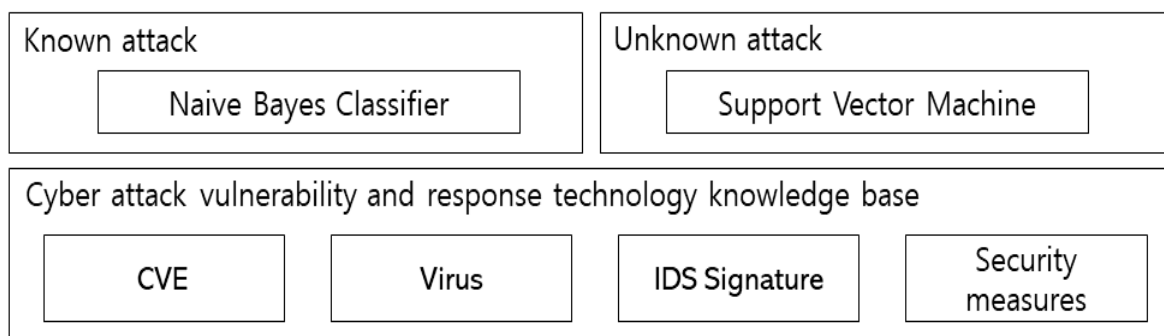 Known attack
Naive Bayes Classifier
Unknown attack
Support Vector Machine
Cyber attack vulnerability and response technology knowledge base
CVE
Virus
IDS Signature
Security
measures